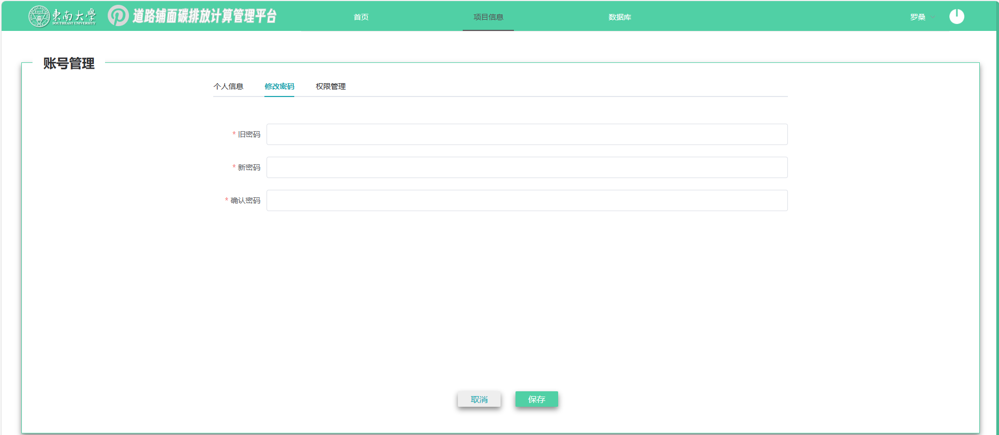 東南大学
SOUTHEAST UNIVERSITY
道路铺面碳排放计算管理平台
首页
项目信息
数据库
罗桑
账号管理
个人信息
修改密码
权限管理
* 旧密码
* 新密码
* 确认密码
取消
保存